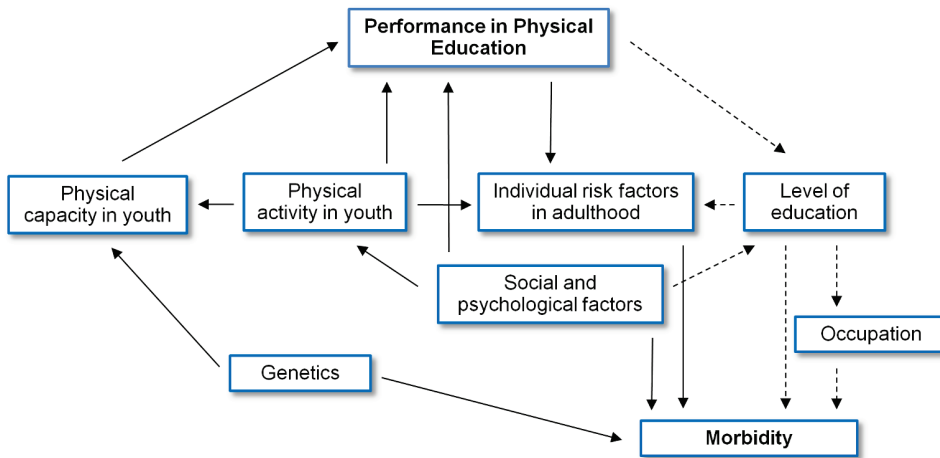 Performance in Physical
Education
Physical
capacity in youth
Physical
activity in youth
Individual risk factors
in adulthood
Level of
education
Social and
psychological factors
Occupation
Genetics
Morbidity